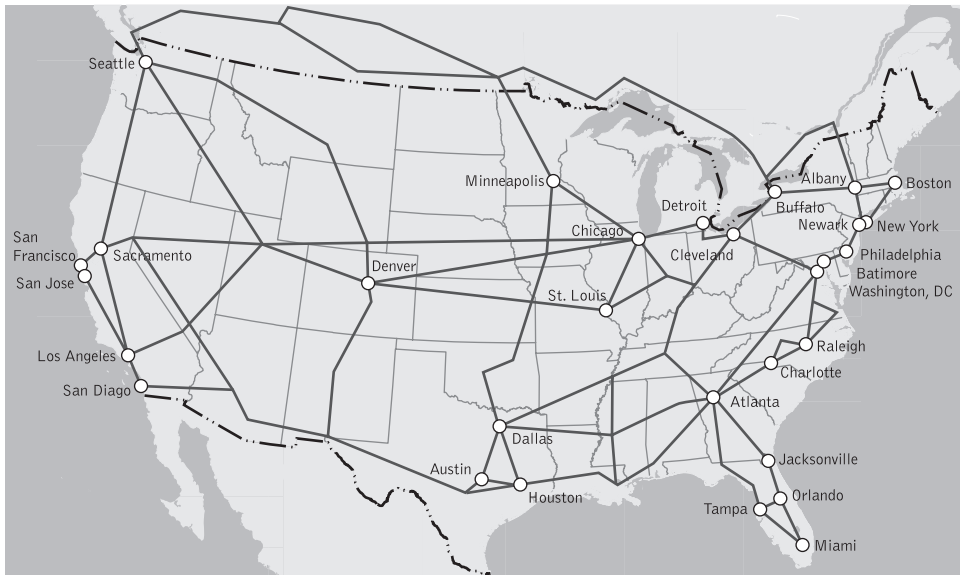 Seattle
Minneapolis
Albany
Boston
Detroit
Buffalo
Newark
New York
Chicago
Cleveland
San
Francisco
Sacramento
San Jose
Denver
St. Louis
Philadelphia
Batimore
Washington, DC
Los Angeles
Raleigh
San Diego
Charlotte
Atlanta
Dallas
Austin
Houston
Jacksonville
Orlando
Tampa
Miami